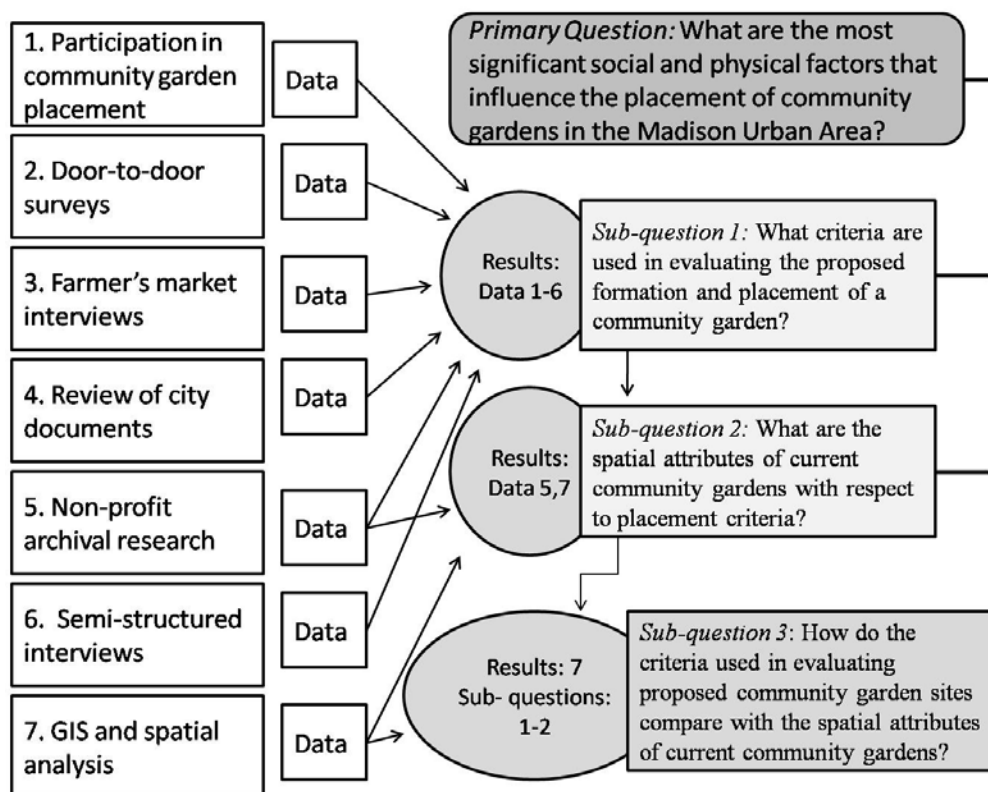 1. Participation in
community garden
placement
Data
2. Door-to-door
surveys
Data
3. Farmer's market
interviews
Data
4. Review of city
documents
Data
5. Non-profit
archival research
Data
6. Semi-structured
interviews
Data
7. GIS and spatial
analysis
Data
Primary Question: What are the most
significant social and physical factors that
influence the placement of community
gardens in the Madison Urban Area?
Results:
Data 1-6
Sub-question 1: What criteria are
used in evaluating the proposed
formation and placement of a
community garden?
Results:
Data 5,7
Sub-question 2: What are the
spatial attributes of current
community gardens with respect
to placement criteria?
Results: 7
Sub- questions:
1-2
Sub-question 3: How do the
criteria used in evaluating
proposed community garden sites
compare with the spatial attributes
of current community gardens?